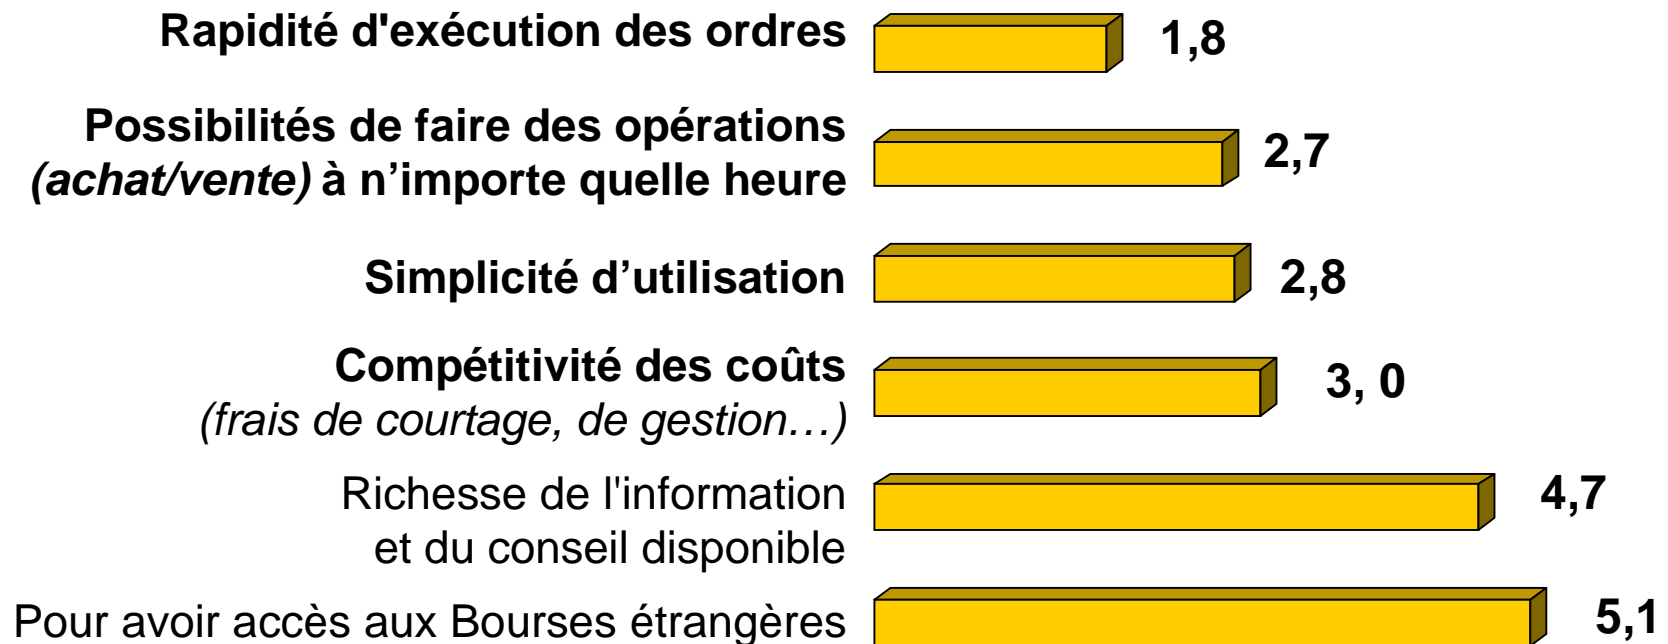 Rapidité d'exécution des ordres 1,8
Possibilités de faire des opérations
(achat/vente) à n’importe quelle heure 2,7
Simplicité d’utilisation 2,8
Compétitivité des coûts 3, 0
(frais de courtage, de gestion…)
Richesse de l'information 4,7
et du conseil disponible
Pour avoir accès aux Bourses étrangères 5,1